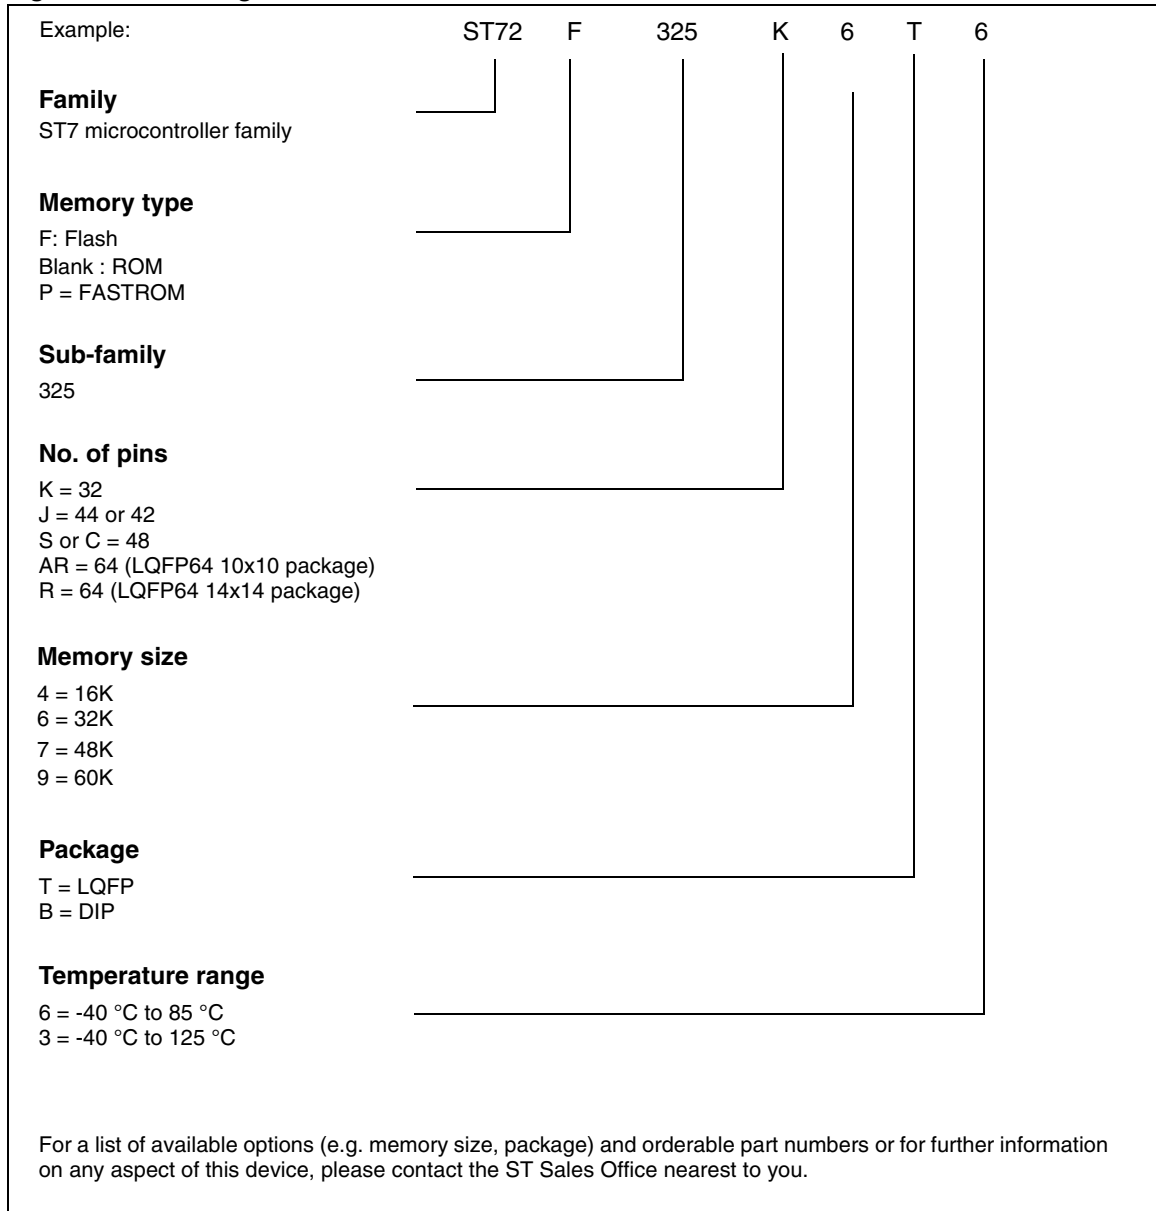 Example: ST72 F 325 K 6 T 6
Family
ST7 microcontroller family
Memory type
F: Flash
Blank : ROM
P = FASTROM
Sub-family
325
No. of pins
K = 32
J = 44 or 42
S or C = 48
AR = 64 (LQFP64 10x10 package)
R = 64 (LQFP64 14x14 package)
Memory size
4 = 16K
6 = 32K
7 = 48K
9 = 60K
Package
T = LQFP
B = DIP
Temperature range
6 = -40 °C to 85 °C
3 = -40 °C to 125 °C
For a list of available options (e.g. memory size, package) and orderable part numbers or for further information
on any aspect of this device, please contact the ST Sales Office nearest to you.